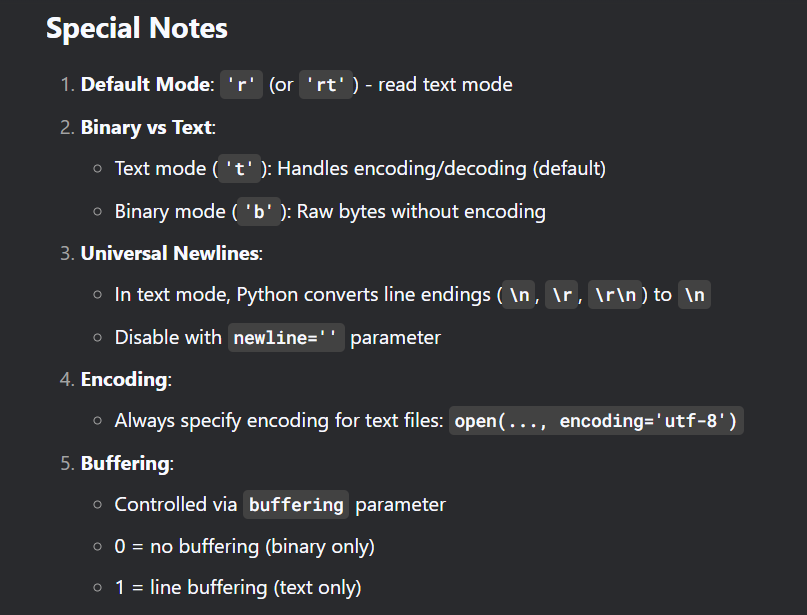 Special Notes
1. Default Mode: 'r' (or 'rt') - read text mode
2. Binary vs Text:
◦ Text mode ('t'): Handles encoding/decoding (default)
◦ Binary mode ('b'): Raw bytes without encoding
3. Universal Newlines:
◦ In text mode, Python converts line endings (\n, \r, \r\n) to \n
◦ Disable with newline='' parameter
4. Encoding:
◦ Always specify encoding for text files: open(..., encoding='utf-8')
5. Buffering:
◦ Controlled via buffering parameter
◦ 0 = no buffering (binary only)
◦ 1 = line buffering (text only)